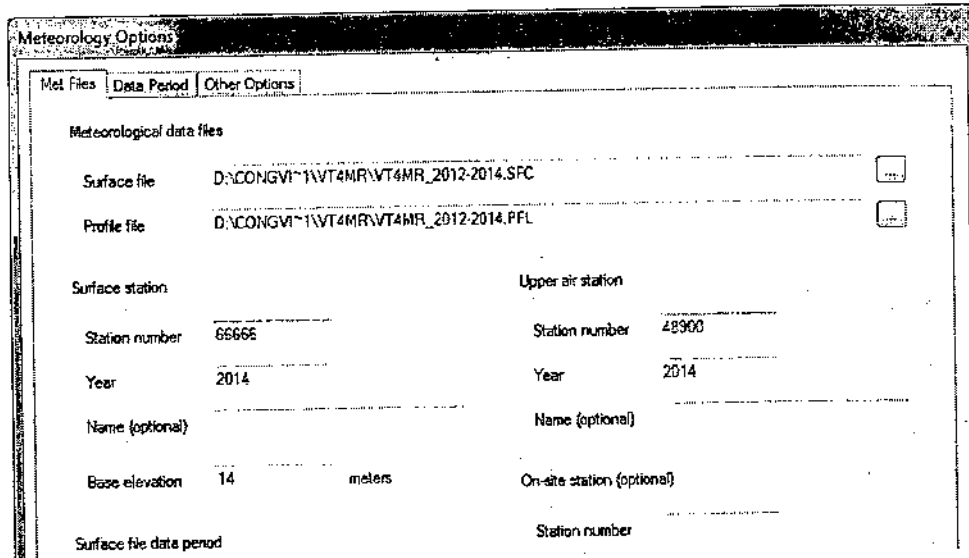 Meteorology Options
Met Files Data Period Other Options
Meteorological data files
Surface file D:\CONGVI~1\VT4MR\VT4MR_2012-2014.SFC ...
Profile file D:\CONGVI~1\VT4MR\VT4MR_2012-2014.PFL ...
Surface station
Station number 66666
Year 2014
Name (optional)
Base elevation 14 meters
Surface file data period
Upper air station
Station number 48900
Year 2014
Name (optional)
On-site station (optional)
Station number